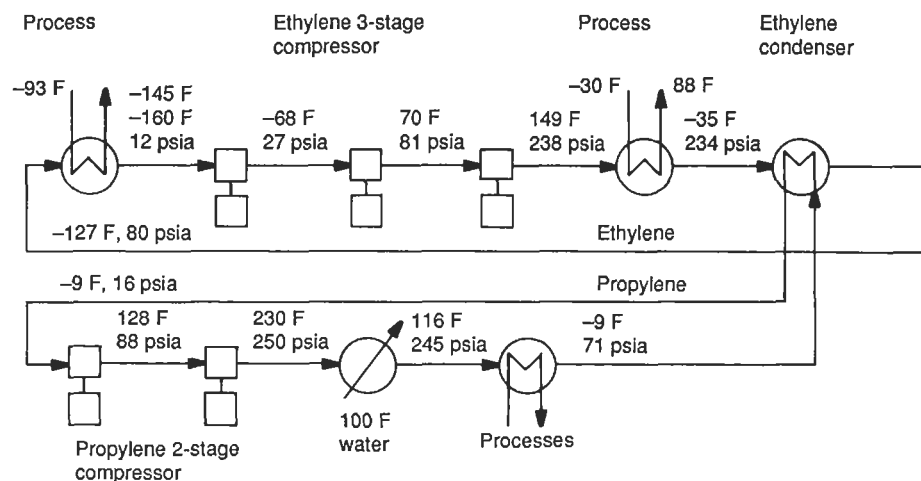 Process
Ethylene 3-stage
compressor
Process
Ethylene
condenser
–93 F
–145 F
–160 F
12 psia
–68 F
27 psia
70 F
81 psia
149 F
238 psia
–30 F
88 F
–35 F
234 psia
–127 F, 80 psia
Ethylene
–9 F, 16 psia
Propylene
128 F
88 psia
230 F
250 psia
116 F
245 psia
–9 F
71 psia
100 F
water
Processes
Propylene 2-stage
compressor